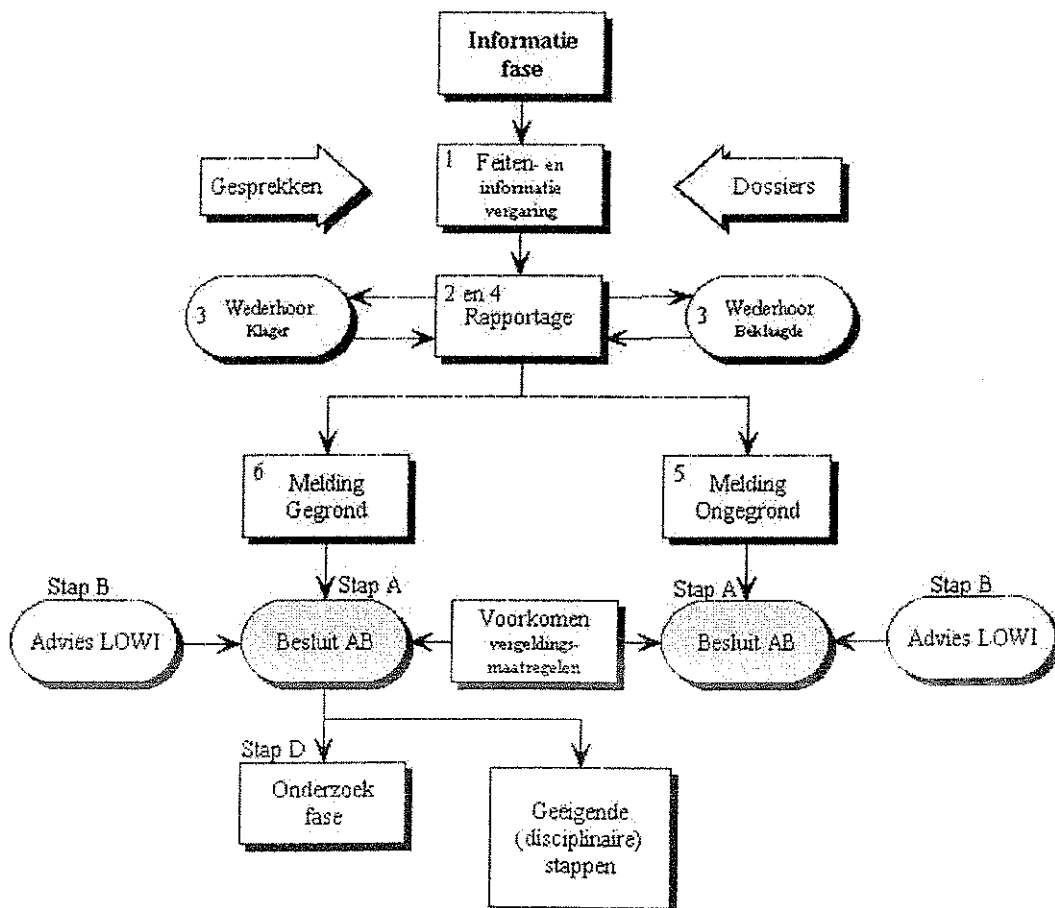 Informatie
fase
Gesprekken
1 Feiten- en
informatie
vergaring
Dossiers
3 Wederhoor
Klager
2 en 4
Rapportage
3 Wederhoor
Beklaagde
6 Melding
Gegrond
5 Melding
Ongegrond
Stap B
Advies LOWI
Stap A
Besluit AB
Voorkomen
vergeldings-
maatregelen
Stap A
Besluit AB
Stap B
Advies LOWI
Stap D
Onderzoek
fase
Geëigende
(disciplinaire)
stappen